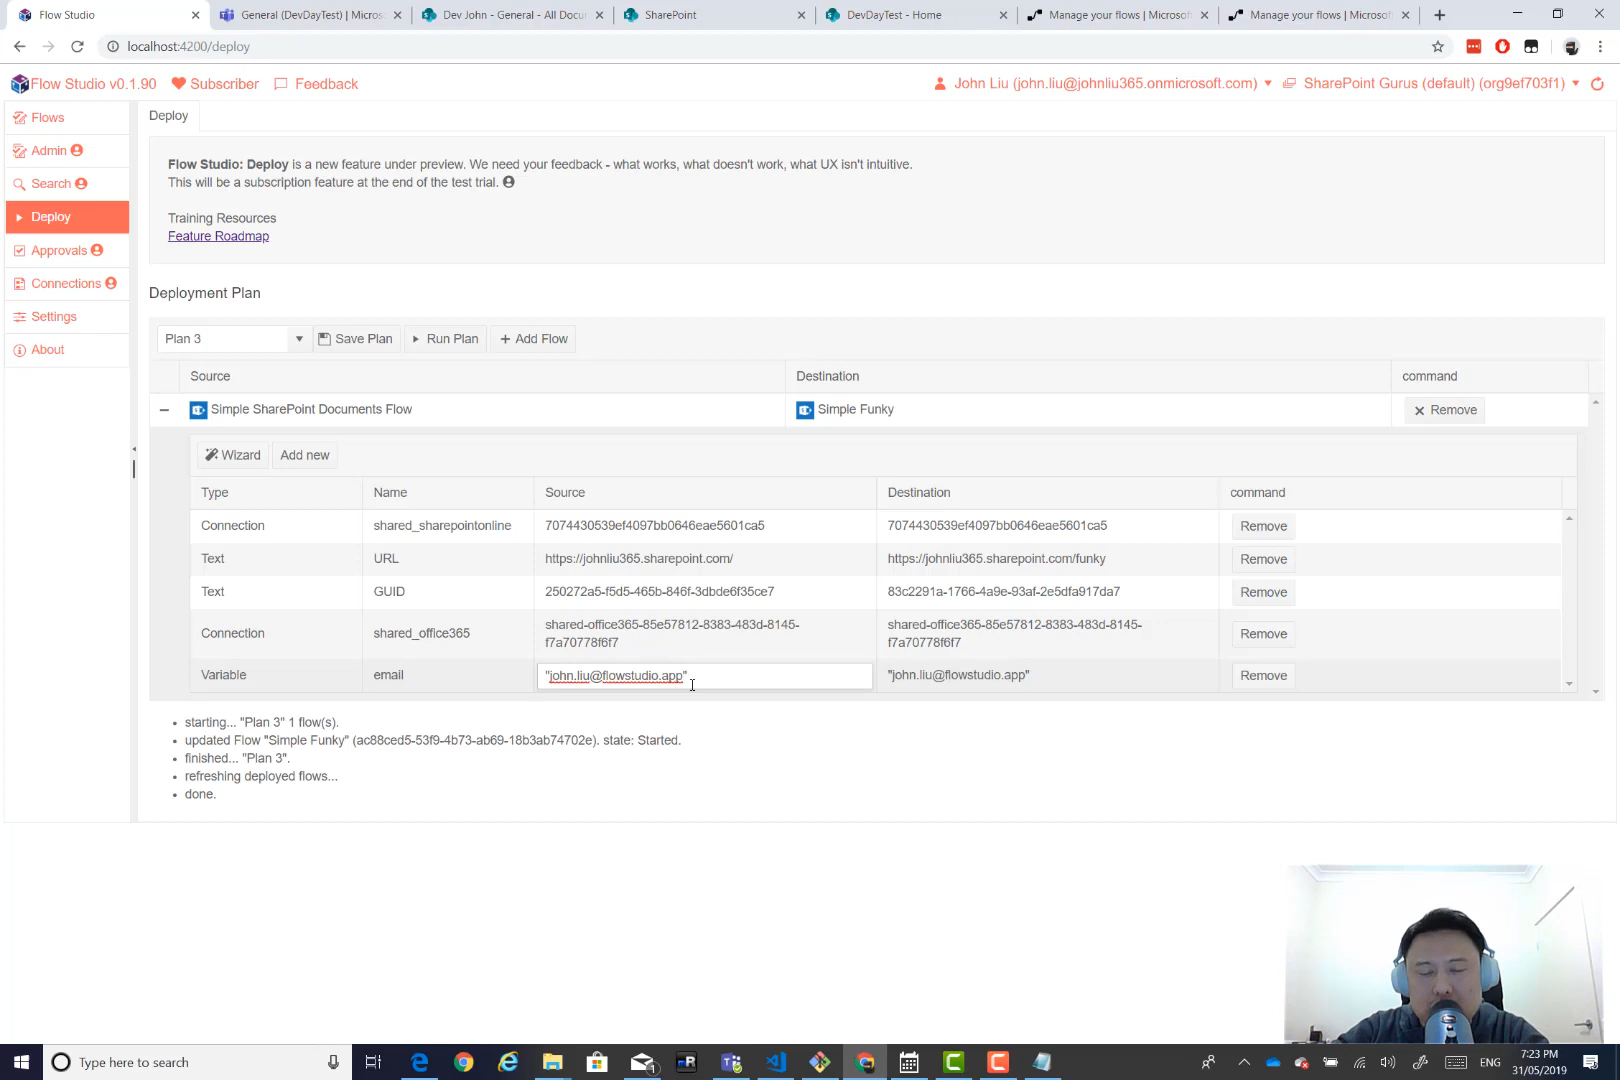 Flow Studio
General (DevDayTest) | Micros
Dev John - General - All Docu
SharePoint
DevDayTest - Home
Manage your flows | Microsoft
Manage your flows | Microsoft
localhost:4200/deploy
Flow Studio v0.1.90
Subscriber
Feedback
John Liu (john.liu@johnliu365.onmicrosoft.com)
SharePoint Gurus (default) (org9ef703f1)
Flows
Admin
Search
Deploy
Approvals
Connections
Settings
About
Deploy
Flow Studio: Deploy is a new feature under preview. We need your feedback - what works, what doesn't work, what UX isn't intuitive.
This will be a subscription feature at the end of the test trial.
Training Resources
Feature Roadmap
Deployment Plan
Plan 3
Save Plan
Run Plan
+ Add Flow
Source
Destination
command
Simple SharePoint Documents Flow
Simple Funky
Remove
Wizard
Add new
Type
Name
Source
Destination
command
Connection
shared_sharepointonline
7074430539ef4097bb0646eae5601ca5
7074430539ef4097bb0646eae5601ca5
Remove
Text
URL
https://johnliu365.sharepoint.com/
https://johnliu365.sharepoint.com/funky
Remove
Text
GUID
250272a5-f5d5-465b-846f-3dbde6f35ce7
83c2291a-1766-4a9e-93af-2e5dfa917da7
Remove
Connection
shared_office365
shared-office365-85e57812-8383-483d-8145-
f7a70778f6f7
shared-office365-85e57812-8383-483d-8145-
f7a70778f6f7
Remove
Variable
email
"john.liu@flowstudio.app"
"john.liu@flowstudio.app"
Remove
starting... "Plan 3" 1 flow(s).
updated Flow "Simple Funky" (ac88ced5-53f9-4b73-ab69-18b3ab74702e). state: Started.
finished... "Plan 3".
refreshing deployed flows...
done.
Type here to search
1
ENG
7:23 PM
31/05/2019